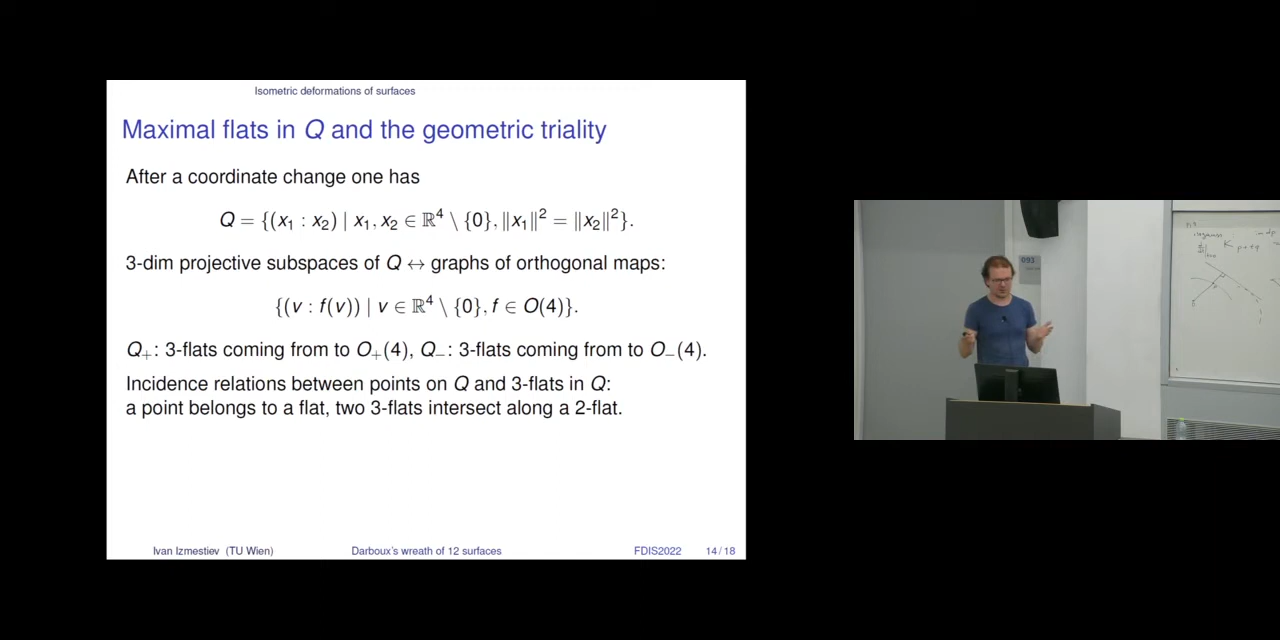 Isometric deformations of surfaces
Maximal flats in Q and the geometric triality
After a coordinate change one has
Q = {(x₁ : x₂) | x₁, x₂ ∈ ℝ⁴ \ {0}, ‖x₁‖² = ‖x₂‖²}.
3-dim projective subspaces of Q ↔ graphs of orthogonal maps:
{(v : f(v)) | v ∈ ℝ⁴ \ {0}, f ∈ O(4)}.
Q₊: 3-flats coming from to O₊(4), Q₋: 3-flats coming from to O₋(4).
Incidence relations between points on Q and 3-flats in Q:
a point belongs to a flat, two 3-flats intersect along a 2-flat.
Ivan Izmestiev (TU Wien) Darboux's wreath of 12 surfaces FDIS2022 14 / 18
093